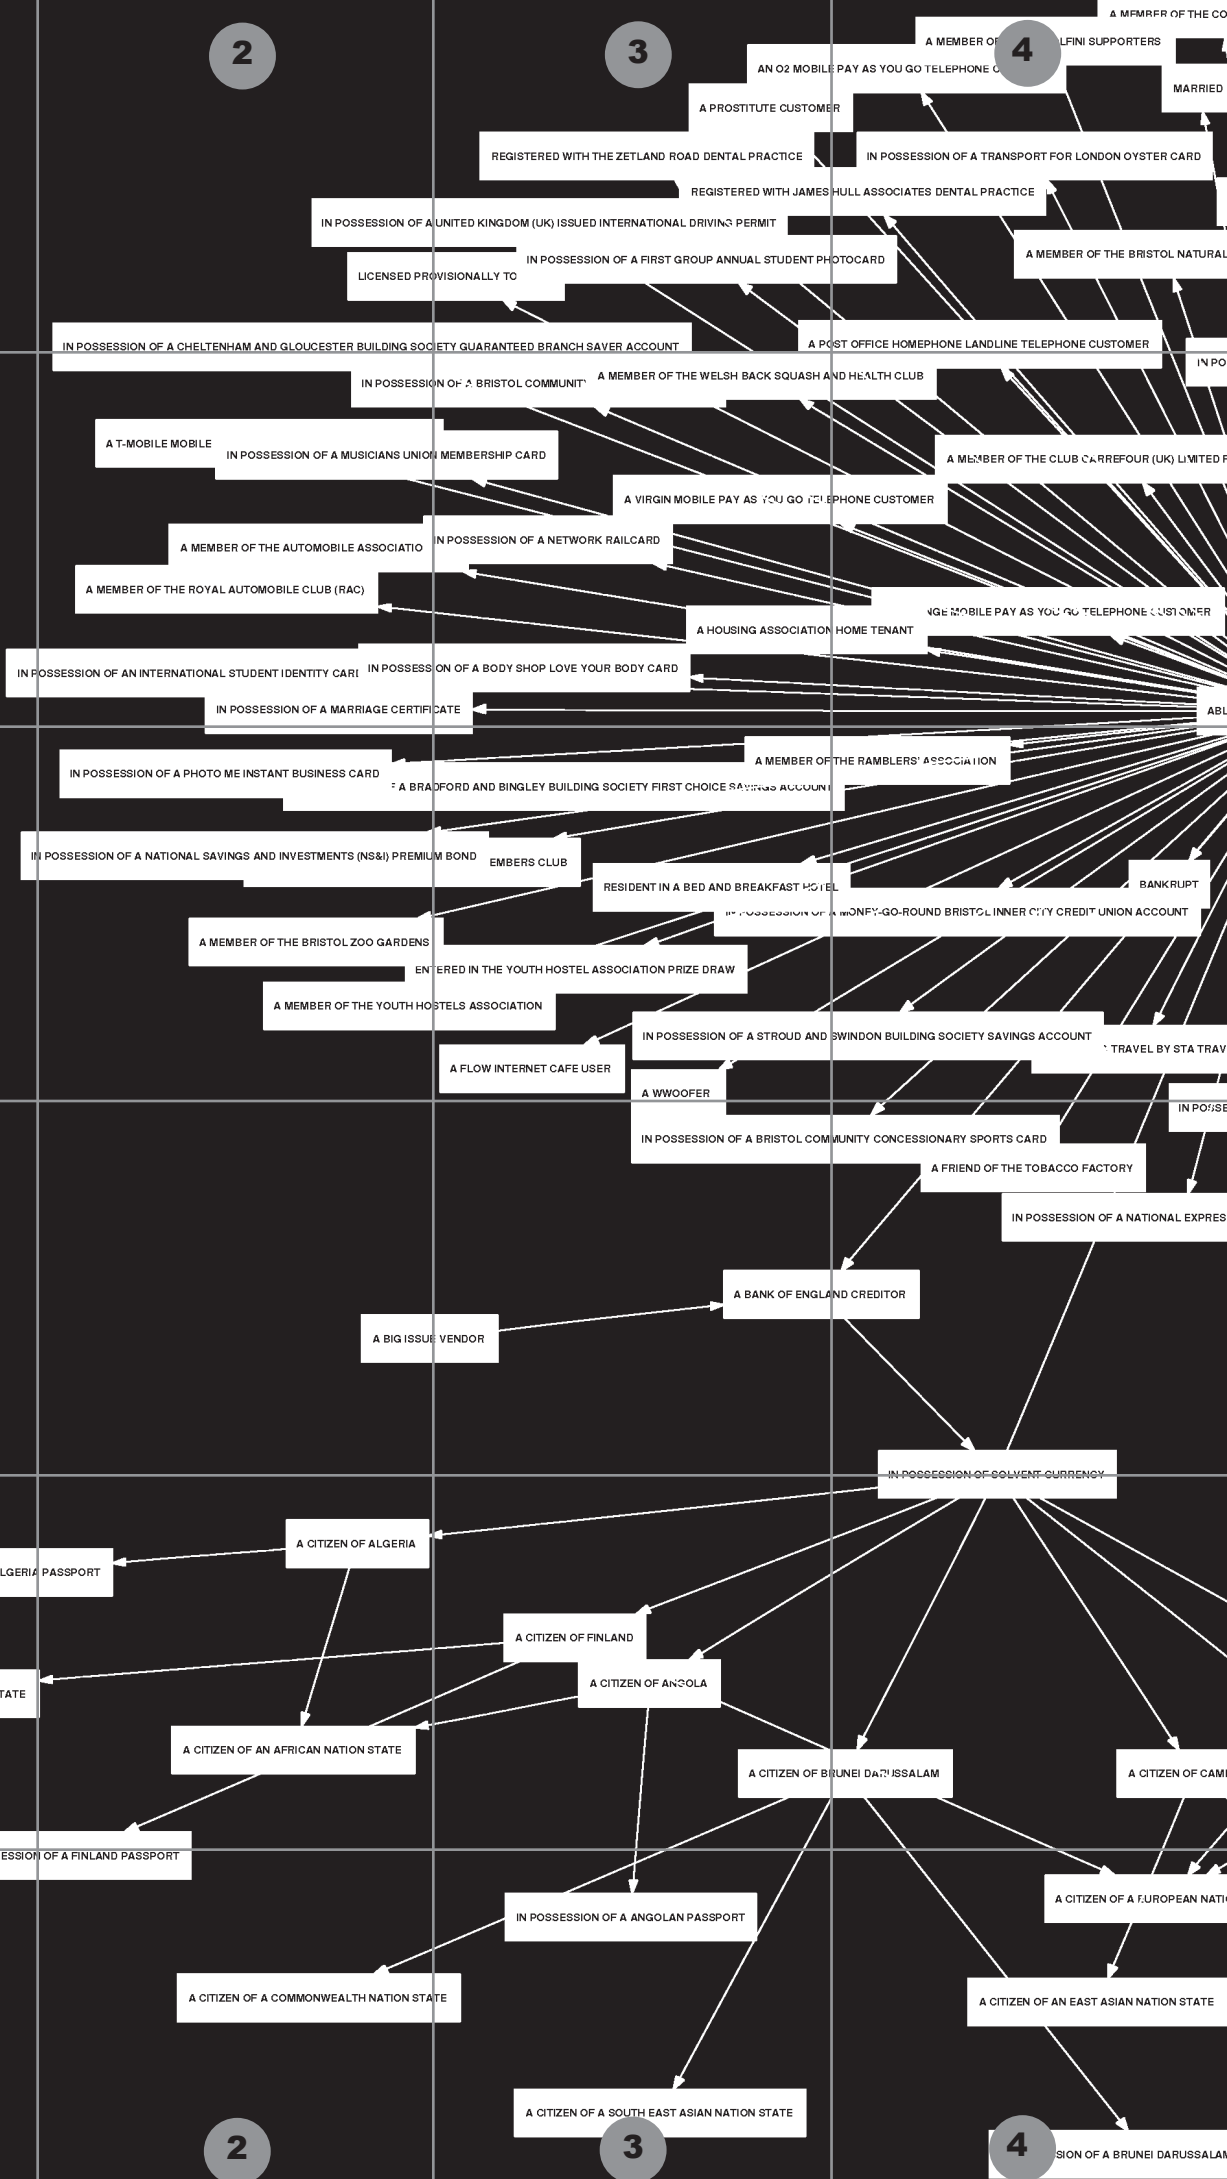 A MEMBER OF THE CO
2
3
4
A MEMBER OF LFINI SUPPORTERS
AN O2 MOBILE PAY AS YOU GO TELEPHONE C
MARRIED
A PROSTITUTE CUSTOMER
REGISTERED WITH THE ZETLAND ROAD DENTAL PRACTICE
IN POSSESSION OF A TRANSPORT FOR LONDON OYSTER CARD
REGISTERED WITH JAMES HULL ASSOCIATES DENTAL PRACTICE
IN POSSESSION OF A UNITED KINGDOM (UK) ISSUED INTERNATIONAL DRIVING PERMIT
A MEMBER OF THE BRISTOL NATURAL
IN POSSESSION OF A FIRST GROUP ANNUAL STUDENT PHOTOCARD
LICENSED PROVISIONALLY TO
IN POSSESSION OF A CHELTENHAM AND GLOUCESTER BUILDING SOCIETY GUARANTEED BRANCH SAVER ACCOUNT
A POST OFFICE HOMEPHONE LANDLINE TELEPHONE CUSTOMER
IN PO
IN POSSESSION OF A BRISTOL COMMUNITY
A MEMBER OF THE WELSH BACK SQUASH AND HEALTH CLUB
A T-MOBILE MOBILE
IN POSSESSION OF A MUSICIANS UNION MEMBERSHIP CARD
A MEMBER OF THE CLUB CARREFOUR (UK) LIMITED F
A VIRGIN MOBILE PAY AS YOU GO TELEPHONE CUSTOMER
A MEMBER OF THE AUTOMOBILE ASSOCIATIO
IN POSSESSION OF A NETWORK RAILCARD
A MEMBER OF THE ROYAL AUTOMOBILE CLUB (RAC)
NGE MOBILE PAY AS YOU GO TELEPHONE CUSTOMER
A HOUSING ASSOCIATION HOME TENANT
IN POSSESSION OF AN INTERNATIONAL STUDENT IDENTITY CARD
IN POSSESSION OF A BODY SHOP LOVE YOUR BODY CARD
IN POSSESSION OF A MARRIAGE CERTIFICATE
ABL
A MEMBER OF THE RAMBLERS' ASSOCIATION
IN POSSESSION OF A PHOTO ME INSTANT BUSINESS CARD
F A BRADFORD AND BINGLEY BUILDING SOCIETY FIRST CHOICE SAVINGS ACCOUNT
IN POSSESSION OF A NATIONAL SAVINGS AND INVESTMENTS (NS&I) PREMIUM BOND
EMBERS CLUB
RESIDENT IN A BED AND BREAKFAST HOTEL
BANKRUPT
IN POSSESSION OF A MONEY-GO-ROUND BRISTOL INNER CITY CREDIT UNION ACCOUNT
A MEMBER OF THE BRISTOL ZOO GARDENS
ENTERED IN THE YOUTH HOSTEL ASSOCIATION PRIZE DRAW
A MEMBER OF THE YOUTH HOSTELS ASSOCIATION
IN POSSESSION OF A STROUD AND SWINDON BUILDING SOCIETY SAVINGS ACCOUNT
TRAVEL BY STA TRAV
A FLOW INTERNET CAFE USER
A WWOOFER
IN POSSE
IN POSSESSION OF A BRISTOL COMMUNITY CONCESSIONARY SPORTS CARD
A FRIEND OF THE TOBACCO FACTORY
IN POSSESSION OF A NATIONAL EXPRES
A BANK OF ENGLAND CREDITOR
A BIG ISSUE VENDOR
IN POSSESSION OF SOLVENT CURRENCY
A CITIZEN OF ALGERIA
LGERIA PASSPORT
A CITIZEN OF FINLAND
A CITIZEN OF ANGOLA
TATE
A CITIZEN OF AN AFRICAN NATION STATE
A CITIZEN OF BRUNEI DARUSSALAM
A CITIZEN OF CAM
ESSION OF A FINLAND PASSPORT
A CITIZEN OF A EUROPEAN NATI
IN POSSESSION OF A ANGOLAN PASSPORT
A CITIZEN OF A COMMONWEALTH NATION STATE
A CITIZEN OF AN EAST ASIAN NATION STATE
A CITIZEN OF A SOUTH EAST ASIAN NATION STATE
2
3
4
SION OF A BRUNEI DARUSSALAM